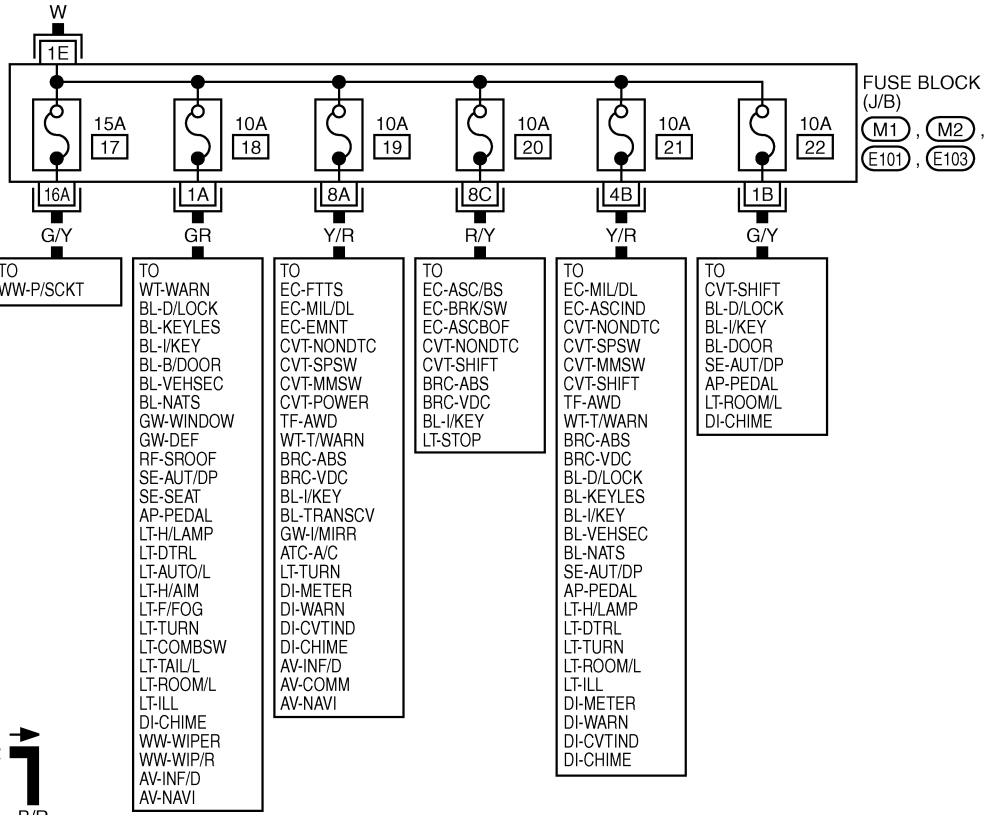 W
1E
FUSE BLOCK
(J/B)
M1 , M2 ,
E101 , E103
15A
17
10A
18
10A
19
10A
20
10A
21
10A
22
16A
1A
8A
8C
4B
1B
G/Y
GR
Y/R
R/Y
Y/R
G/Y
TO
WW-P/SCKT
TO
WT-WARN
BL-D/LOCK
BL-KEYLES
BL-I/KEY
BL-B/DOOR
BL-VEHSEC
BL-NATS
GW-WINDOW
GW-DEF
RF-SROOF
SE-AUT/DP
SE-SEAT
AP-PEDAL
LT-H/LAMP
LT-DTRL
LT-AUTO/L
LT-H/AIM
LT-F/FOG
LT-TURN
LT-COMBSW
LT-TAIL/L
LT-ROOM/L
LT-ILL
DI-CHIME
WW-WIPER
WW-WIP/R
AV-INF/D
AV-NAVI
TO
EC-FTTS
EC-MIL/DL
EC-EMNT
CVT-NONDTC
CVT-SPSW
CVT-MMSW
CVT-POWER
TF-AWD
WT-T/WARN
BRC-ABS
BRC-VDC
BL-I/KEY
BL-TRANSCV
GW-I/MIRR
ATC-A/C
LT-TURN
DI-METER
DI-WARN
DI-CVTIND
DI-CHIME
AV-INF/D
AV-COMM
AV-NAVI
TO
EC-ASC/BS
EC-BRK/SW
EC-ASCBOF
CVT-NONDTC
CVT-SHIFT
BRC-ABS
BRC-VDC
BL-I/KEY
LT-STOP
TO
EC-MIL/DL
EC-ASCIND
CVT-NONDTC
CVT-SPSW
CVT-MMSW
CVT-SHIFT
TF-AWD
WT-T/WARN
BRC-ABS
BRC-VDC
BL-D/LOCK
BL-KEYLES
BL-I/KEY
BL-VEHSEC
BL-NATS
SE-AUT/DP
AP-PEDAL
LT-H/LAMP
LT-DTRL
LT-TURN
LT-ROOM/L
LT-ILL
DI-METER
DI-WARN
DI-CVTIND
DI-CHIME
TO
CVT-SHIFT
BL-D/LOCK
BL-I/KEY
BL-DOOR
SE-AUT/DP
AP-PEDAL
LT-ROOM/L
DI-CHIME